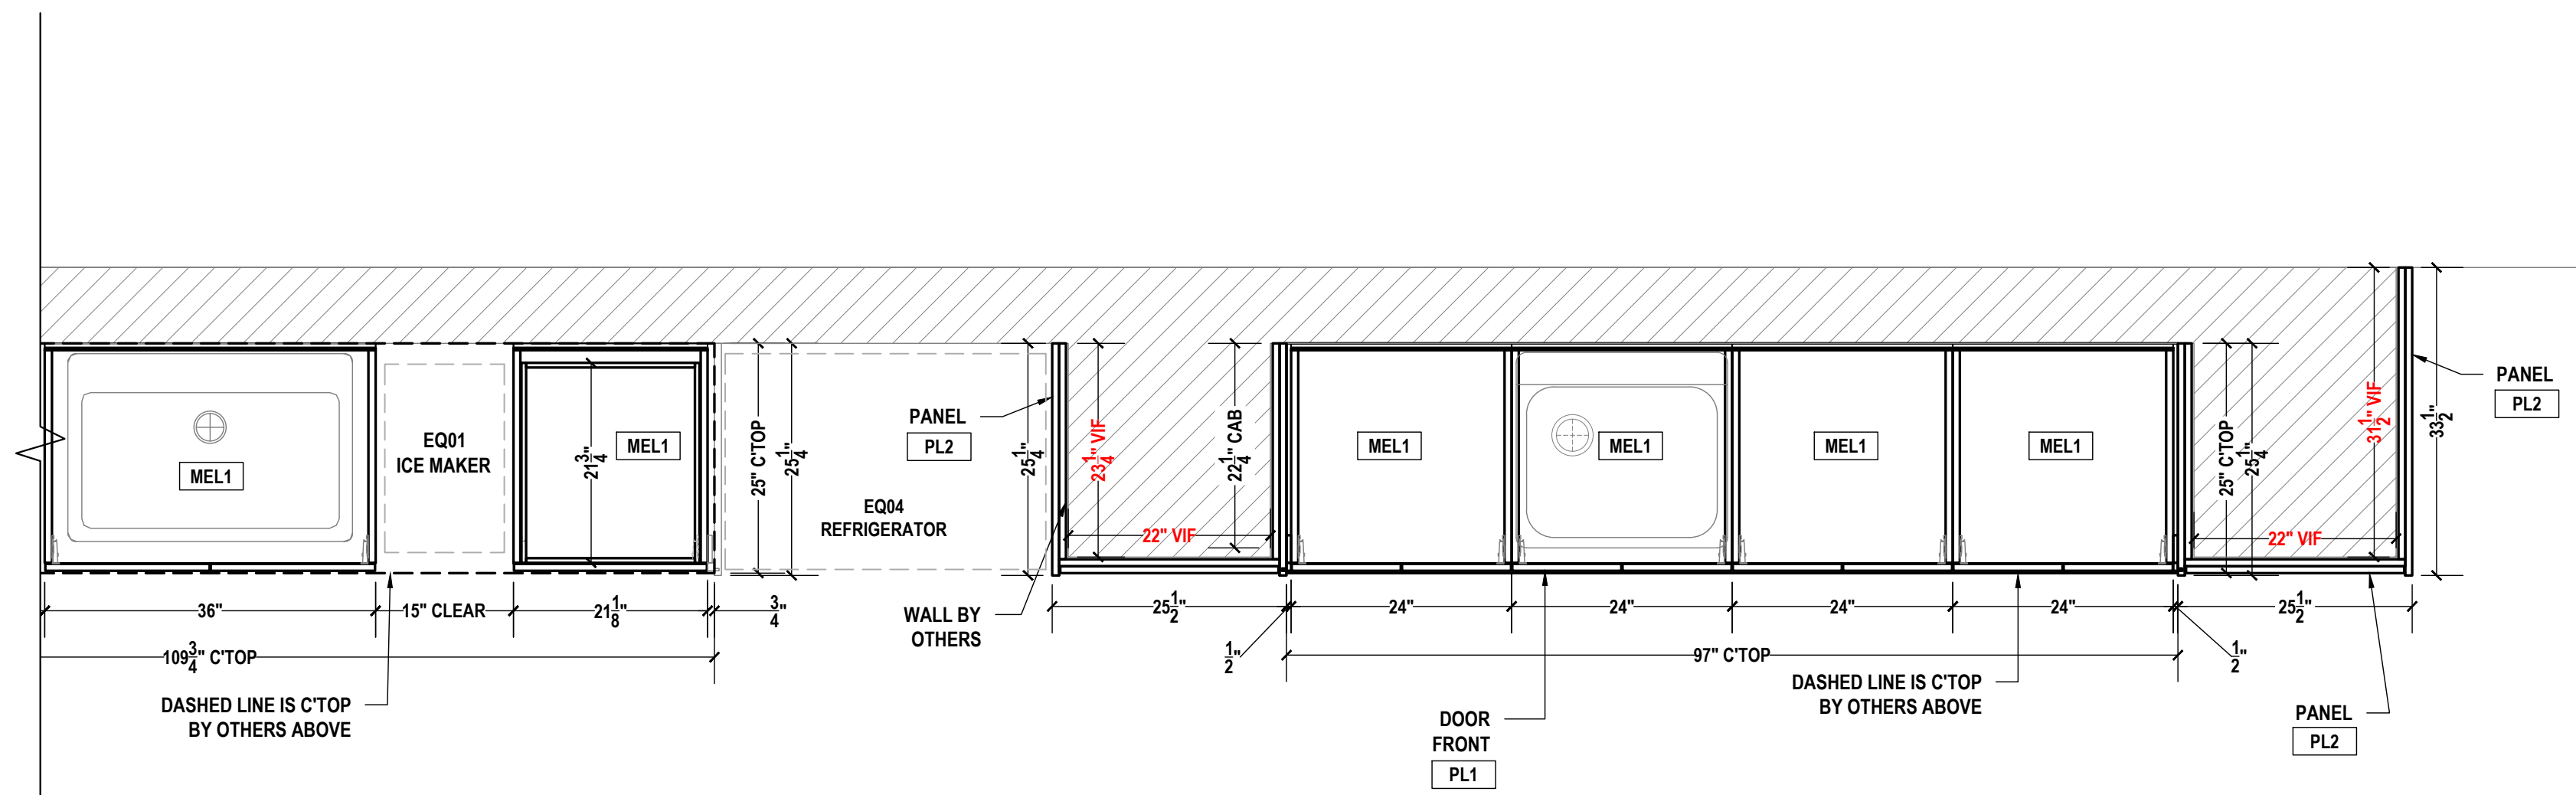 MEL1
EQ01
ICE MAKER
21 3/4"
MEL1
25" C'TOP
25 1/4"
PANEL
PL2
EQ04
REFRIGERATOR
25 1/4"
23 1/4" VIF
22 1/4" CAB
22" VIF
MEL1
MEL1
MEL1
MEL1
25" C'TOP
25 1/4"
31 1/2" VIF
22" VIF
33 1/2"
PANEL
PL2
36"
15" CLEAR
21 1/8"
3/4"
WALL BY
OTHERS
25 1/2"
1/2"
24"
24"
24"
24"
1/2"
25 1/2"
109 3/4" C'TOP
97" C'TOP
DASHED LINE IS C'TOP
BY OTHERS ABOVE
DOOR
FRONT
PL1
DASHED LINE IS C'TOP
BY OTHERS ABOVE
PANEL
PL2